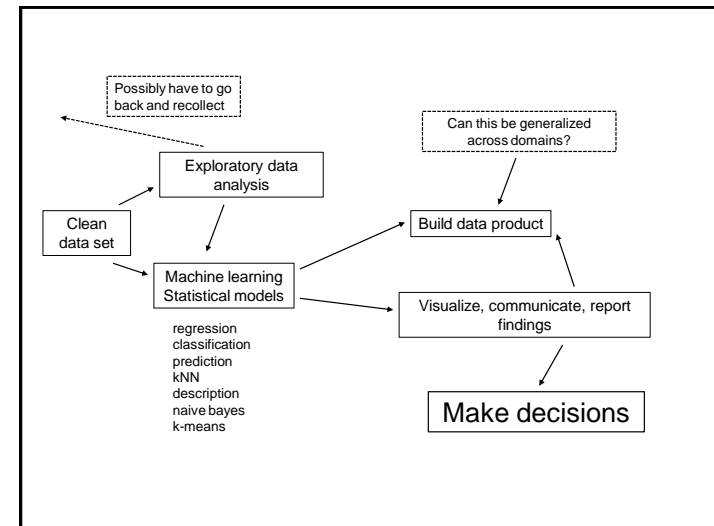 Possibly have to go
back and recollect
Can this be generalized
across domains?
Exploratory data
analysis
Clean
data set
Build data product
Machine learning
Statistical models
Visualize, communicate, report
findings
regression
classification
prediction
kNN
description
naive bayes
k-means
Make decisions